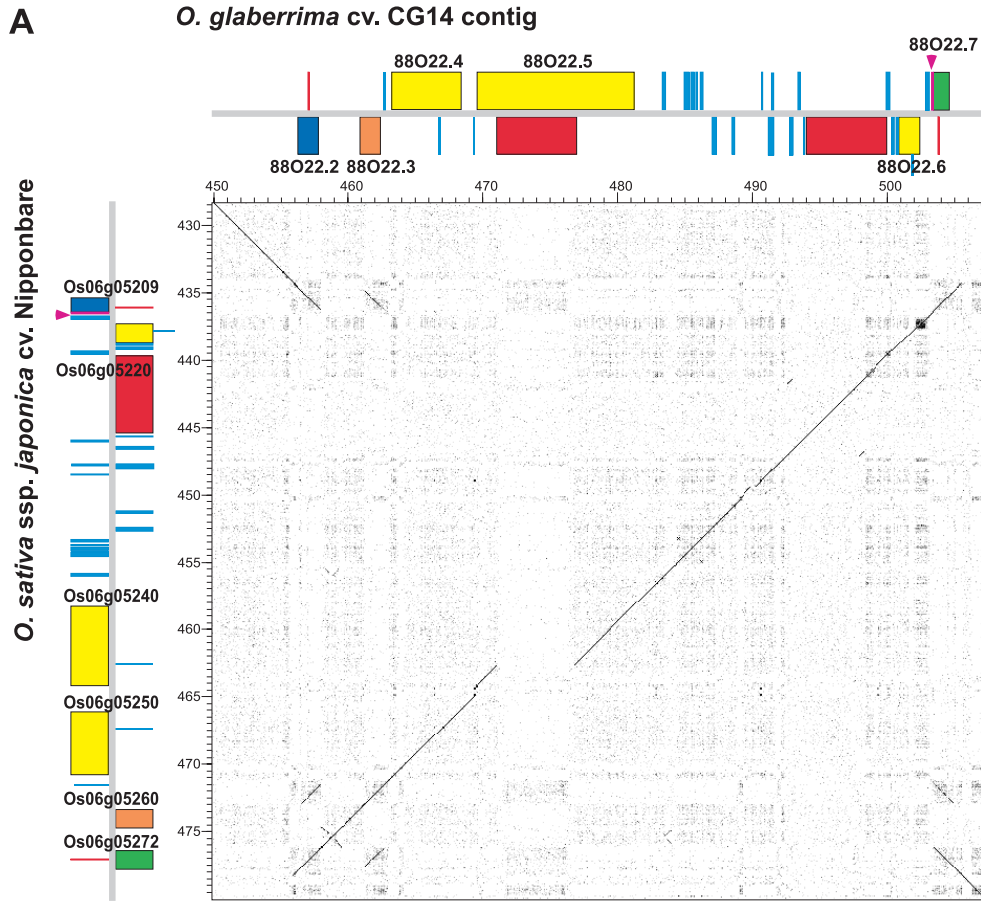 A
O. glaberrima cv. CG14 contig
88O22.7
88O22.4
88O22.5
88O22.2
88O22.3
88O22.6
450
460
470
480
490
500
O. sativa ssp. japonica cv. Nipponbare
Os06g05209
Os06g05220
Os06g05240
Os06g05250
Os06g05260
Os06g05272
430
435
440
445
450
455
460
465
470
475